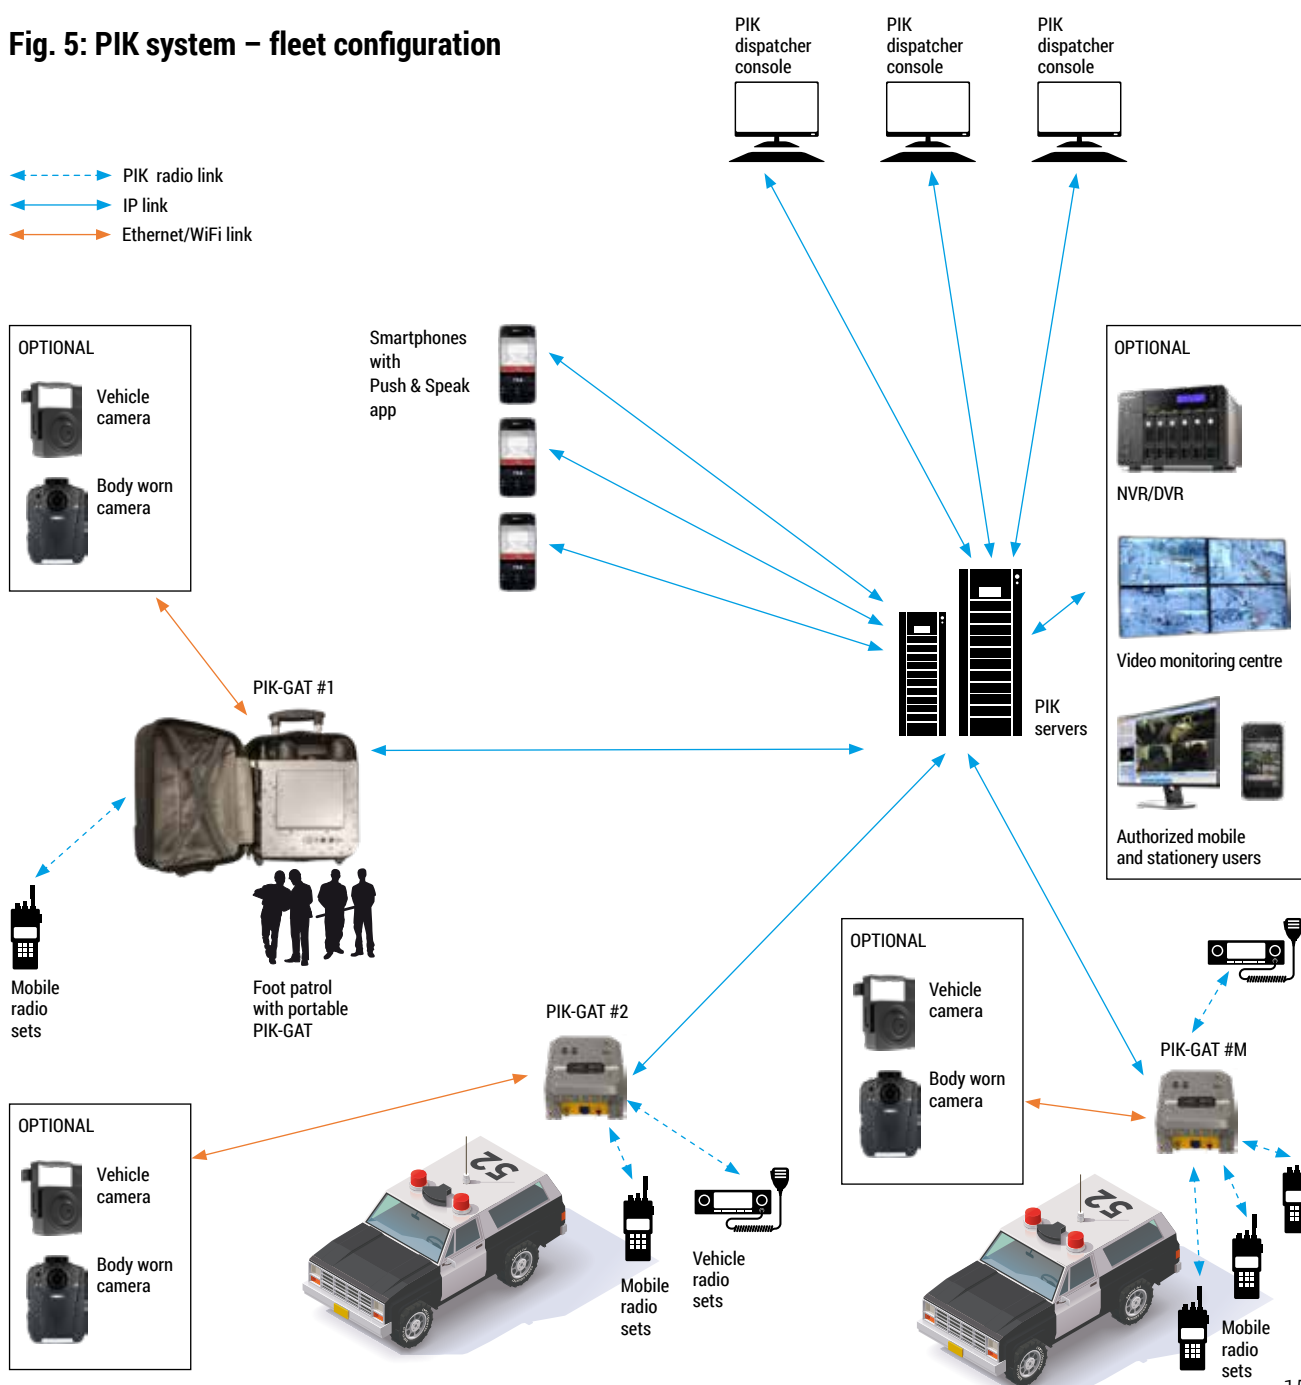 Fig. 5: PIK system – fleet configuration
PIK
dispatcher
console
PIK
dispatcher
console
PIK
dispatcher
console
PIK radio link
IP link
Ethernet/WiFi link
OPTIONAL
Vehicle
camera
Body worn
camera
Smartphones
with
Push & Speak
app
OPTIONAL
NVR/DVR
Video monitoring centre
Authorized mobile
and stationery users
PIK
servers
PIK-GAT #1
Mobile
radio
sets
Foot patrol
with portable
PIK-GAT
PIK-GAT #2
OPTIONAL
Vehicle
camera
Body worn
camera
PIK-GAT #M
OPTIONAL
Vehicle
camera
Body worn
camera
52
Mobile
radio
sets
Vehicle
radio
sets
52
Mobile
radio
sets